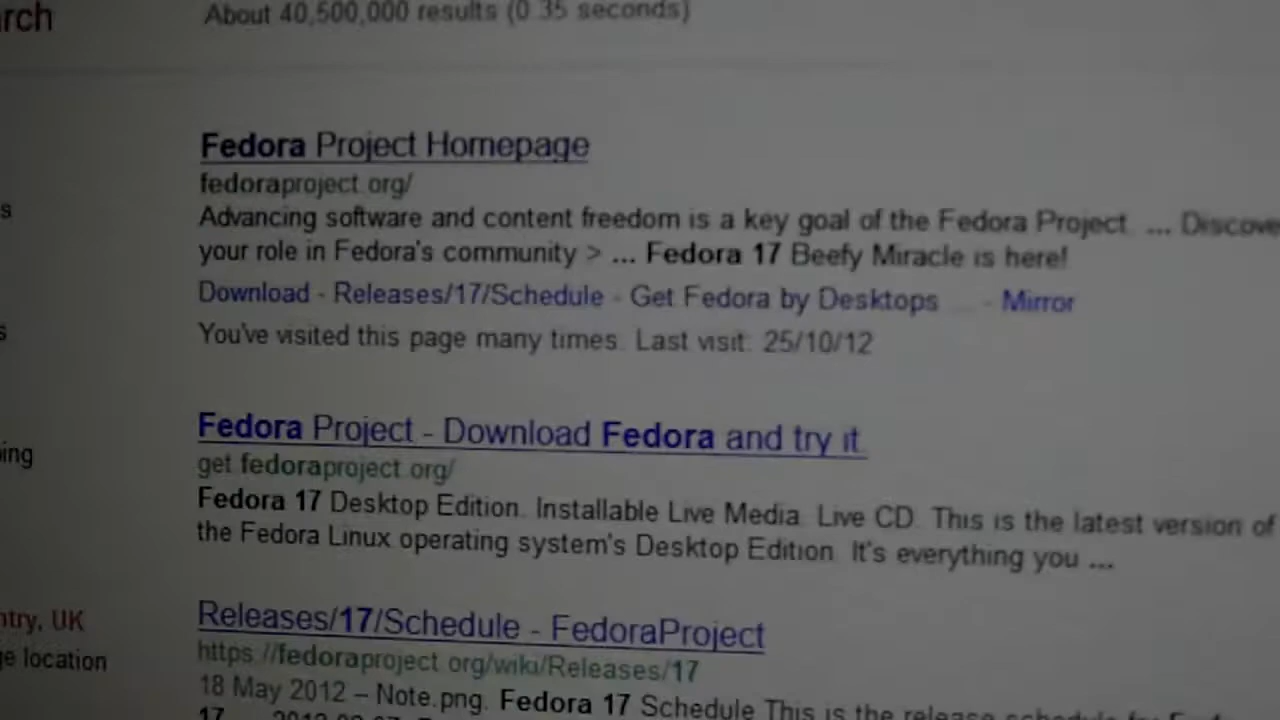 rch
About 40,500,000 results (0.35 seconds)
Fedora Project Homepage
fedoraproject.org/
s
Advancing software and content freedom is a key goal of the Fedora Project. ... Discove
your role in Fedora's community > ... Fedora 17 Beefy Miracle is here!
Download - Releases/17/Schedule - Get Fedora by Desktops ... - Mirror
s
You've visited this page many times. Last visit: 25/10/12
Fedora Project - Download Fedora and try it.
ing
get.fedoraproject.org/
Fedora 17 Desktop Edition. Installable Live Media. Live CD. This is the latest version of
the Fedora Linux operating system's Desktop Edition. It's everything you ...
ntry, UK
Releases/17/Schedule - FedoraProject
e location
https://fedoraproject.org/wiki/Releases/17
18 May 2012 – Note.png. Fedora 17 Schedule This is the release schedule for
17